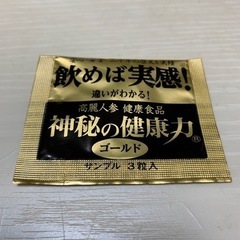 飲めば実感!
違いがわかる!
高麗人参 健康食品
神秘の健康力®
ゴールド
サンプル 3粒入